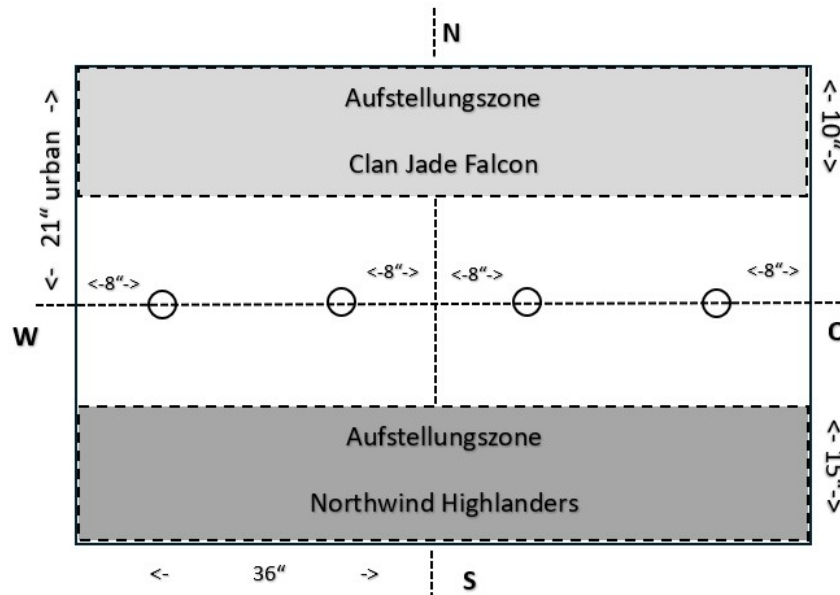 N
Aufstellungszone
Clan Jade Falcon
<- 10“->
<- 21“ urban ->
<-8“->
<-8“->
<-8“->
<-8“->
W
O
Aufstellungszone
Northwind Highlanders
<- 15“->
<- 36“ ->
S